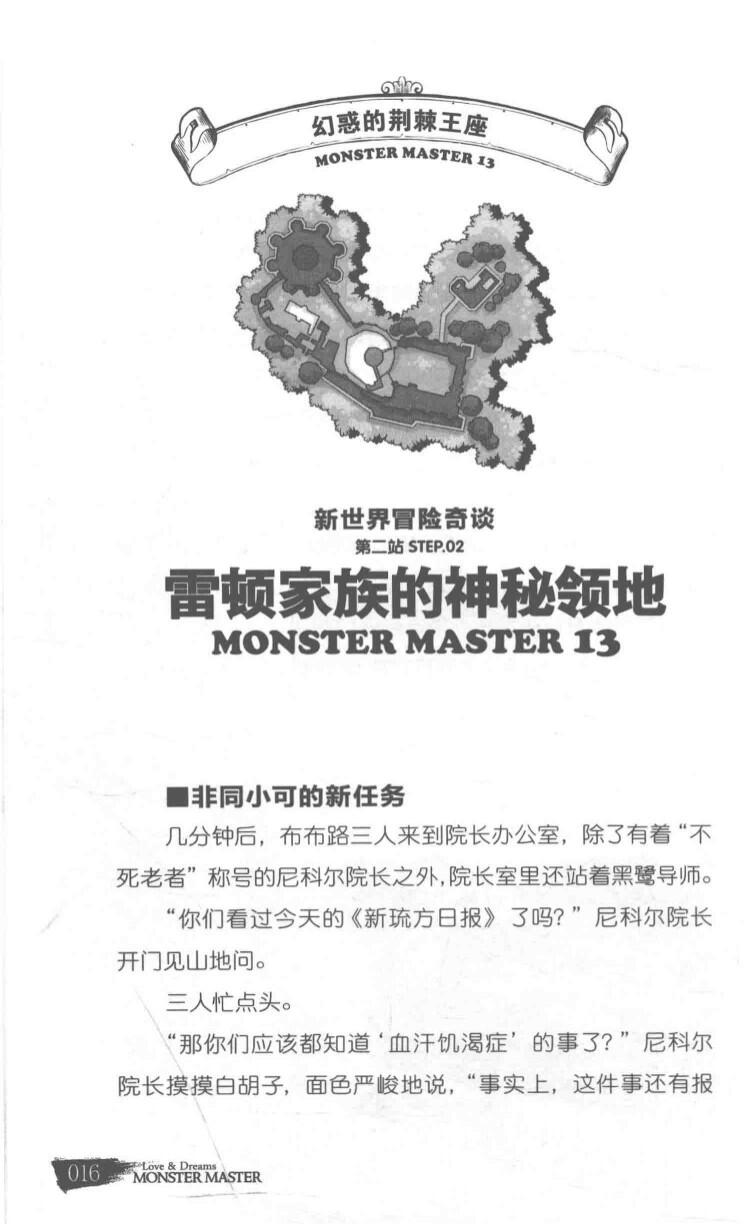 幻惑的荆棘王座
MONSTER MASTER 13
新世界冒险奇谈
第二站 STEP.02
雷顿家族的神秘领地
MONSTER MASTER 13
■非同小可的新任务
几分钟后，布布路三人来到院长办公室，除了有着“不
死老者”称号的尼科尔院长之外,院长室里还站着黑鹭导师。
“你们看过今天的《新琉方日报》了吗？”尼科尔院长
开门见山地问。
三人忙点头。
“那你们应该都知道‘血汗饥渴症’的事了？”尼科尔
院长摸摸白胡子，面色严峻地说，“事实上，这件事还有报
016
Love & Dreams
MONSTER MASTER